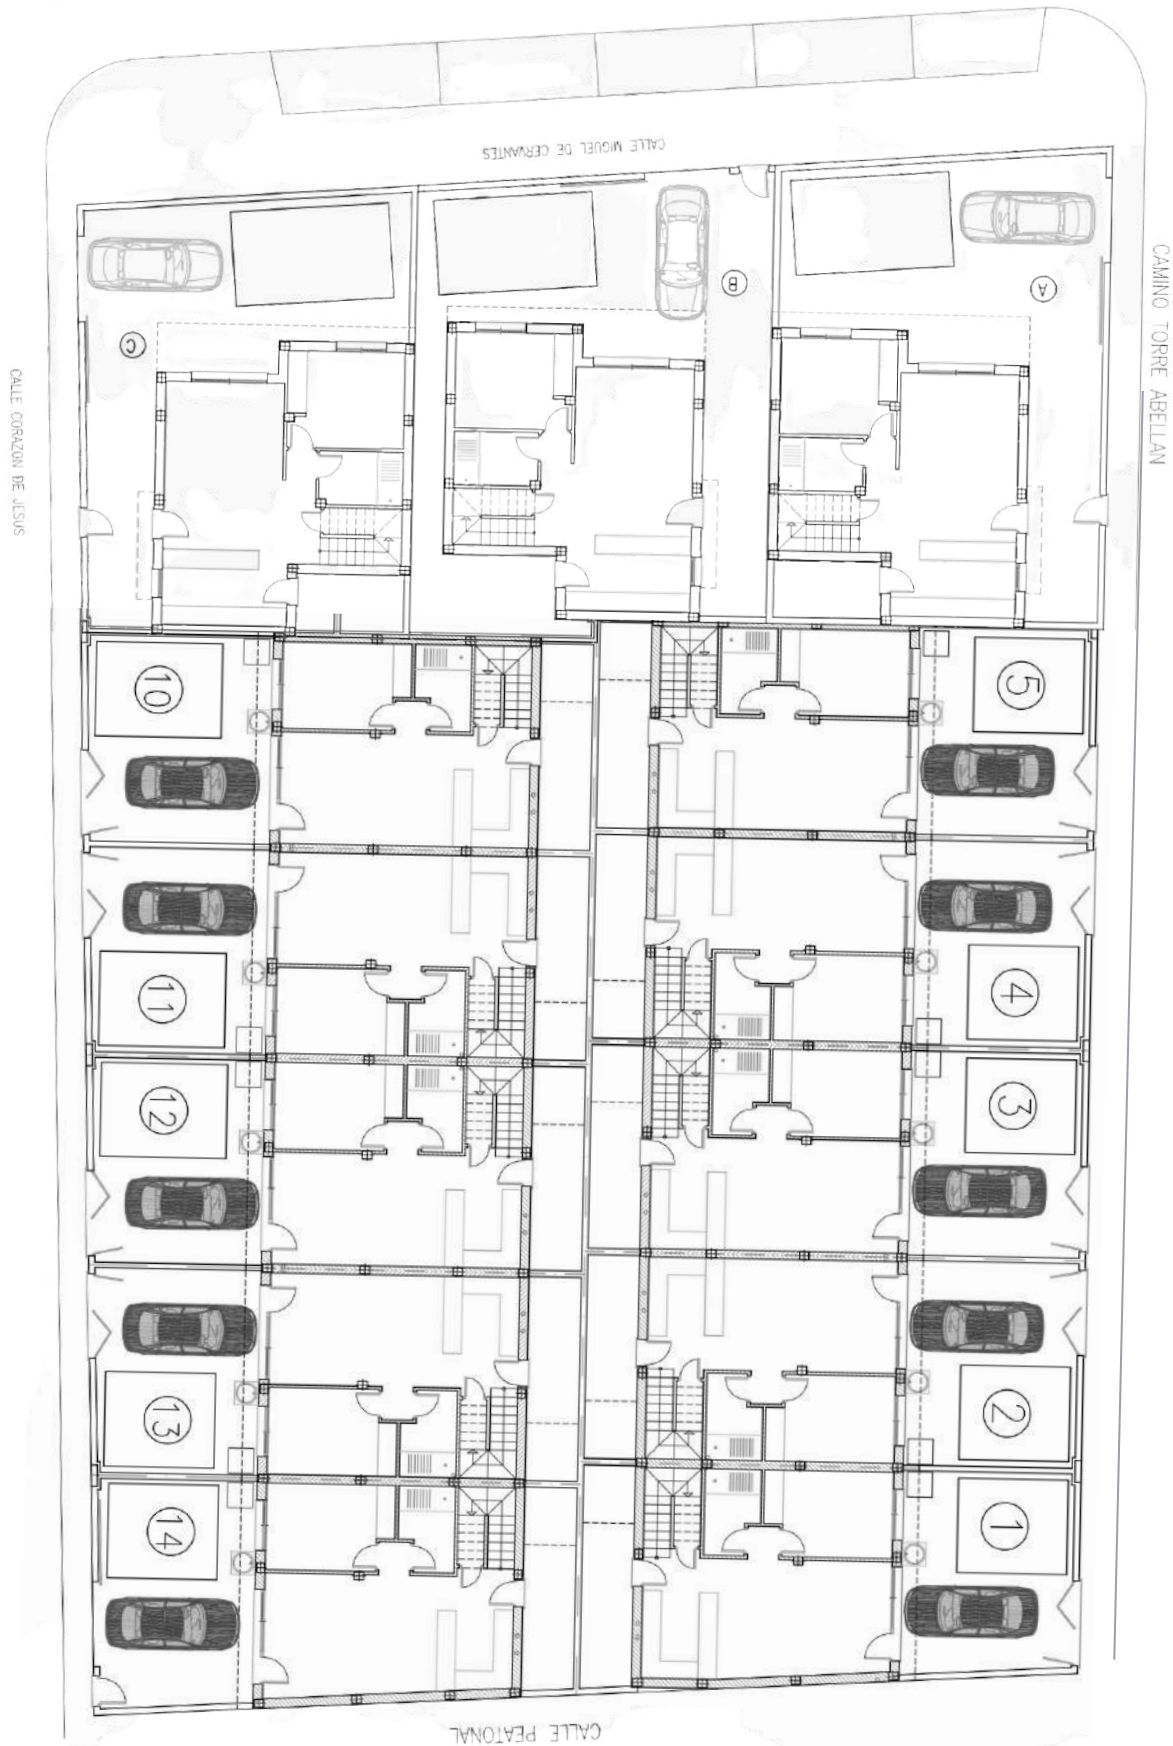 CALLE MIGUEL DE CERVANTES
CAMINO TORRE ABELLAN
CALLE CORAZON DE JESUS
C
B
A
10
5
11
4
12
3
13
2
14
1
CALLE PEATONAL